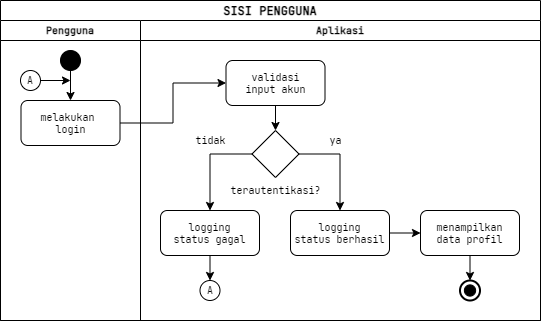 SISI PENGGUNA
Pengguna
Aplikasi
A
melakukan
login
validasi
input akun
tidak
ya
terautentikasi?
logging
status gagal
logging
status berhasil
menampilkan
data profil
A